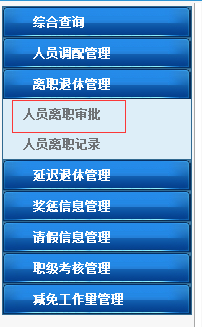 综合查询
人员调配管理
离职退休管理
人员离职审批
人员离职记录
延迟退休管理
奖惩信息管理
请假信息管理
职级考核管理
减免工作量管理